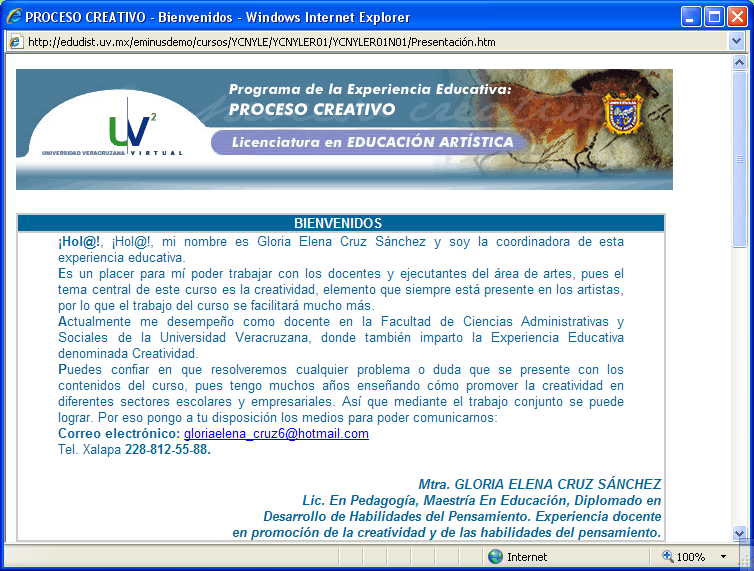 PROCESO CREATIVO - Bienvenidos - Windows Internet Explorer
http://edudist.uv.mx/eminusdemo/cursos/YCNYLE/YCNYLER01/YCNYLER01N01/Presentación.htm
Programa de la Experiencia Educativa:
PROCESO CREATIVO
Licenciatura en EDUCACIÓN ARTÍSTICA
UV2
UNIVERSIDAD VERACRUZANA VIRTUAL
BIENVENIDOS
¡Hol@!, ¡Hol@!, mi nombre es Gloria Elena Cruz Sánchez y soy la coordinadora de esta
experiencia educativa.
Es un placer para mí poder trabajar con los docentes y ejecutantes del área de artes, pues el
tema central de este curso es la creatividad, elemento que siempre está presente en los artistas,
por lo que el trabajo del curso se facilitará mucho más.
Actualmente me desempeño como docente en la Facultad de Ciencias Administrativas y
Sociales de la Universidad Veracruzana, donde también imparto la Experiencia Educativa
denominada Creatividad.
Puedes confiar en que resolveremos cualquier problema o duda que se presente con los
contenidos del curso, pues tengo muchos años enseñando cómo promover la creatividad en
diferentes sectores escolares y empresariales. Así que mediante el trabajo conjunto se puede
lograr. Por eso pongo a tu disposición los medios para poder comunicarnos:
Correo electrónico: gloriaelena_cruz6@hotmail.com
Tel. Xalapa 228-812-55-88.
Mtra. GLORIA ELENA CRUZ SÁNCHEZ
Lic. En Pedagogía, Maestría En Educación, Diplomado en
Desarrollo de Habilidades del Pensamiento. Experiencia docente
en promoción de la creatividad y de las habilidades del pensamiento.
Internet
100%